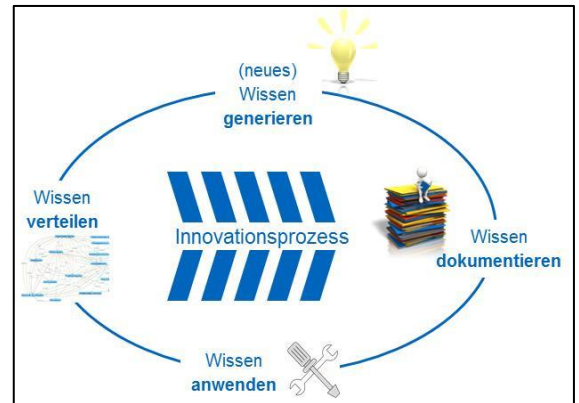 (neues)
Wissen
generieren
Wissen
verteilen
Innovationsprozess
Wissen
dokumentieren
Wissen
anwenden